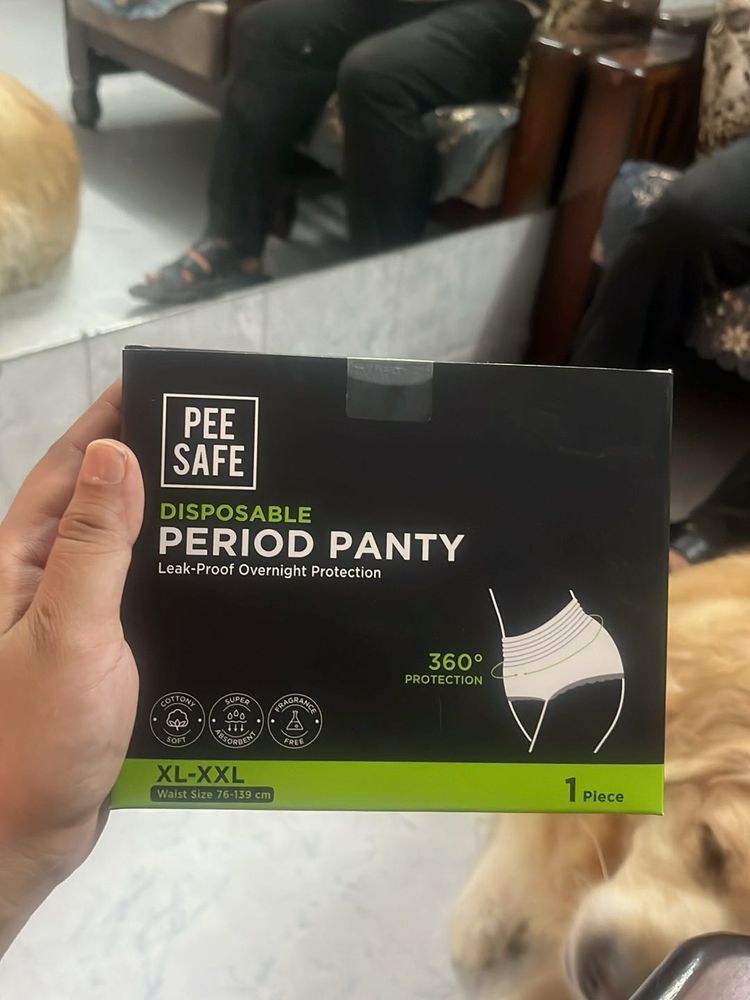 PEE
SAFE
DISPOSABLE
PERIOD PANTY
Leak-Proof Overnight Protection
360°
PROTECTION
COTTONY
SOFT
SUPER
ABSORBENT
FRAGRANCE
FREE
XL-XXL
Waist Size 76-139 cm
1 Piece